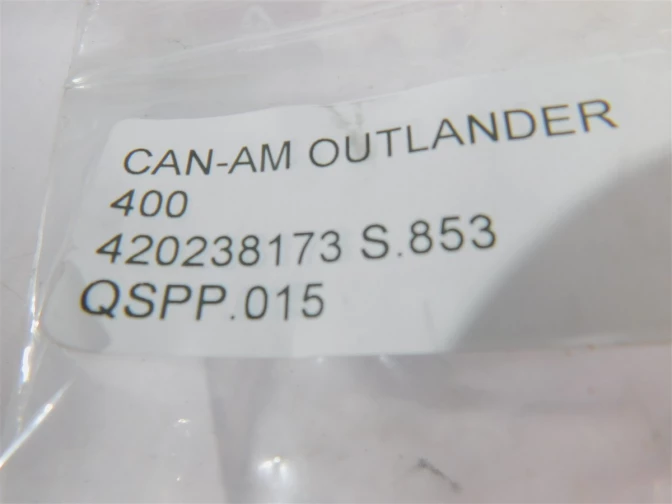 CAN-AM OUTLANDER
400
420238173 S.853
QSPP.015